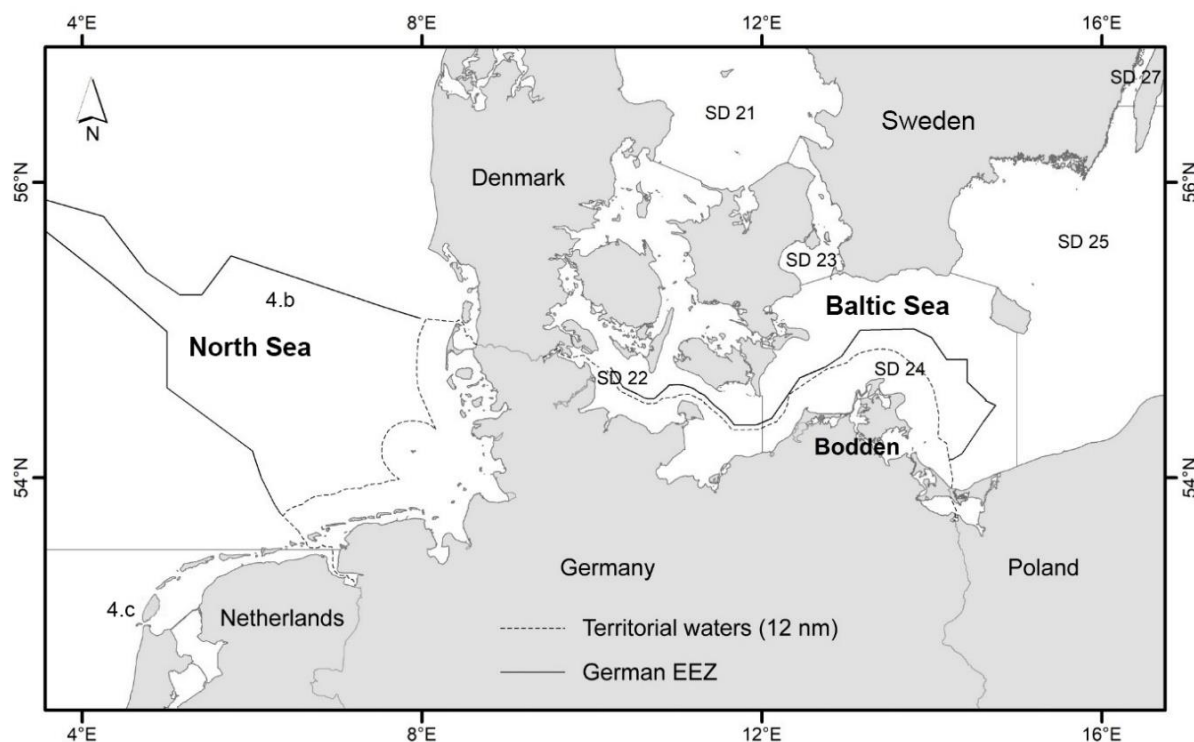 4°E 8°E 12°E 16°E
SD 27
SD 21
Sweden
N
Denmark
56°N 56°N
SD 25
SD 23
4.b
Baltic Sea
North Sea
SD 22 SD 24
Bodden
54°N 54°N
Germany Poland
4.c
Netherlands
Territorial waters (12 nm)
German EEZ
4°E 8°E 12°E 16°E